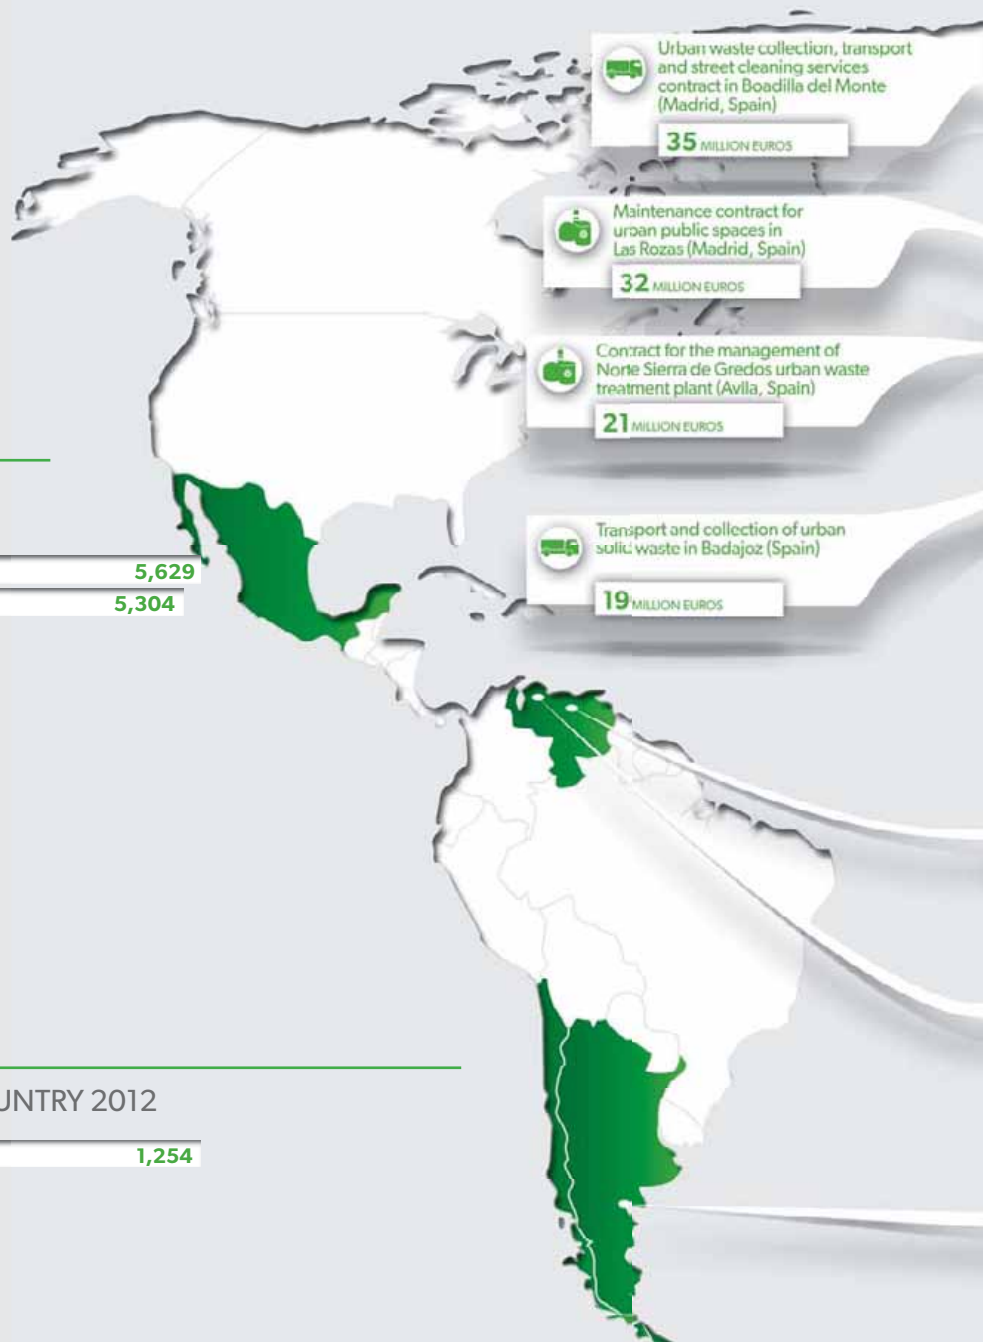 Urban waste collection, transport
and street cleaning services
contract in Boadilla del Monte
(Madrid, Spain)
35 MILLION EUROS
Maintenance contract for
urban public spaces in
Las Rozas (Madrid, Spain)
32 MILLION EUROS
Contract for the management of
Norte Sierra de Gredos urban waste
treatment plant (Avila, Spain)
21 MILLION EUROS
Transport and collection of urban
solid waste in Badajoz (Spain)
19 MILLION EUROS
5,629
5,304
UNTRY 2012
1,254